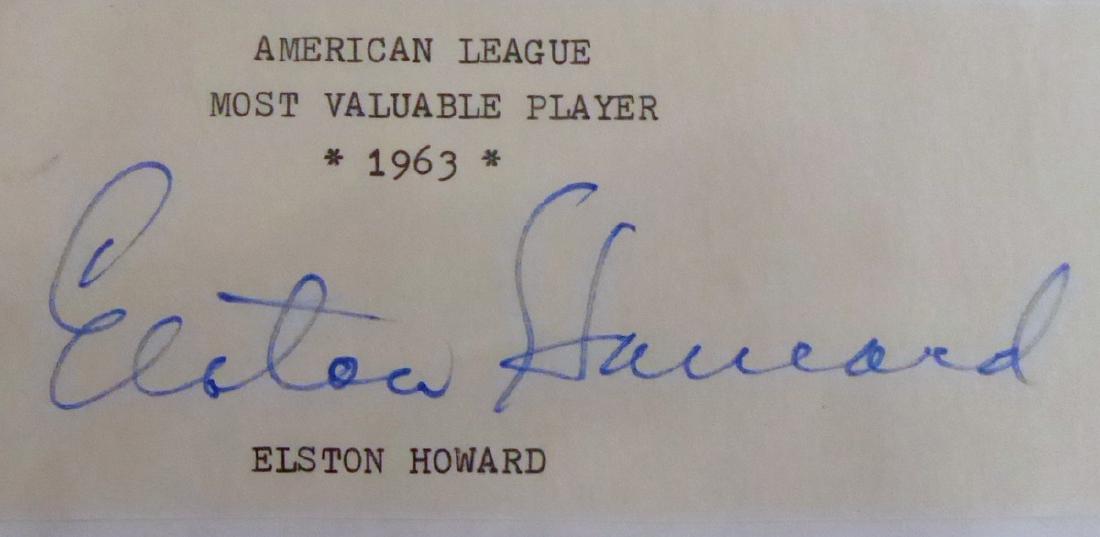 AMERICAN LEAGUE
MOST VALUABLE PLAYER
* 1963 *
Elston Howard
ELSTON HOWARD